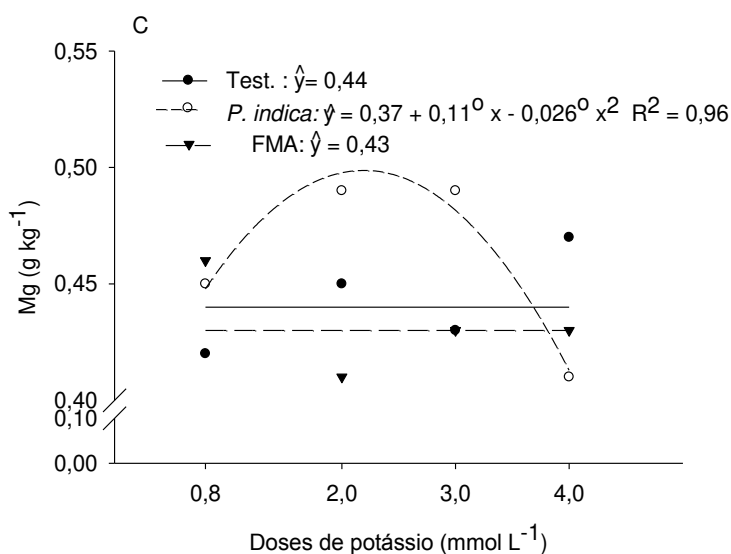 C
0,55
Test. : ŷ= 0,44
P. indica: ŷ = 0,37 + 0,11º x - 0,026º x² R² = 0,96
FMA: ŷ = 0,43
0,50
0,45
0,40
0,10
0,00
Mg (g kg⁻¹)
0,8 2,0 3,0 4,0
Doses de potássio (mmol L⁻¹)